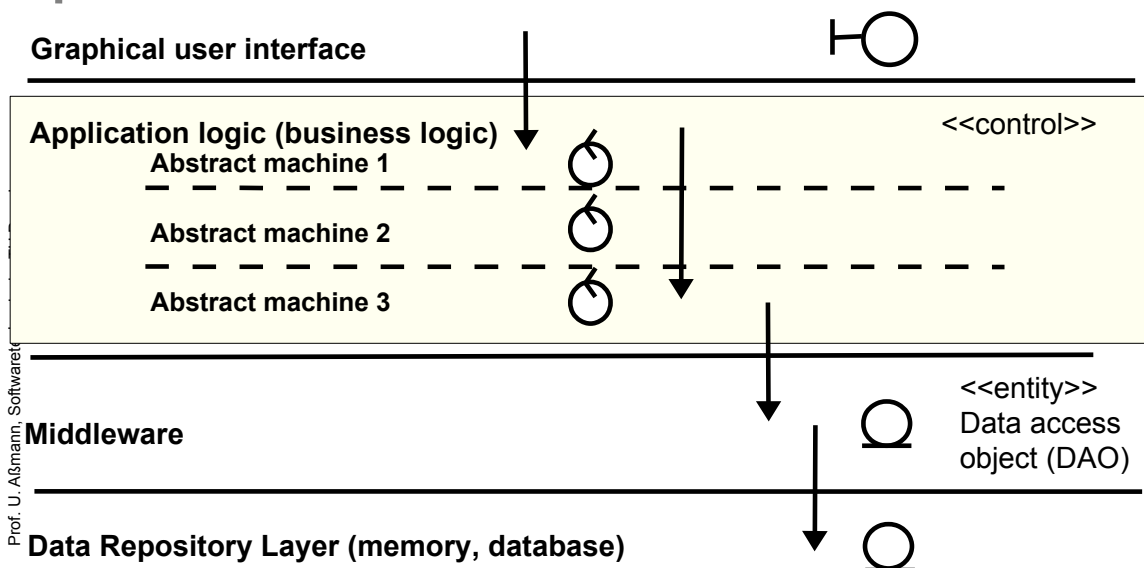 Graphical user interface
Application logic (business logic)
<<control>>
Abstract machine 1
Abstract machine 2
Abstract machine 3
<<entity>>
Data access
object (DAO)
Middleware
Data Repository Layer (memory, database)
Prof. U. Aßmann,